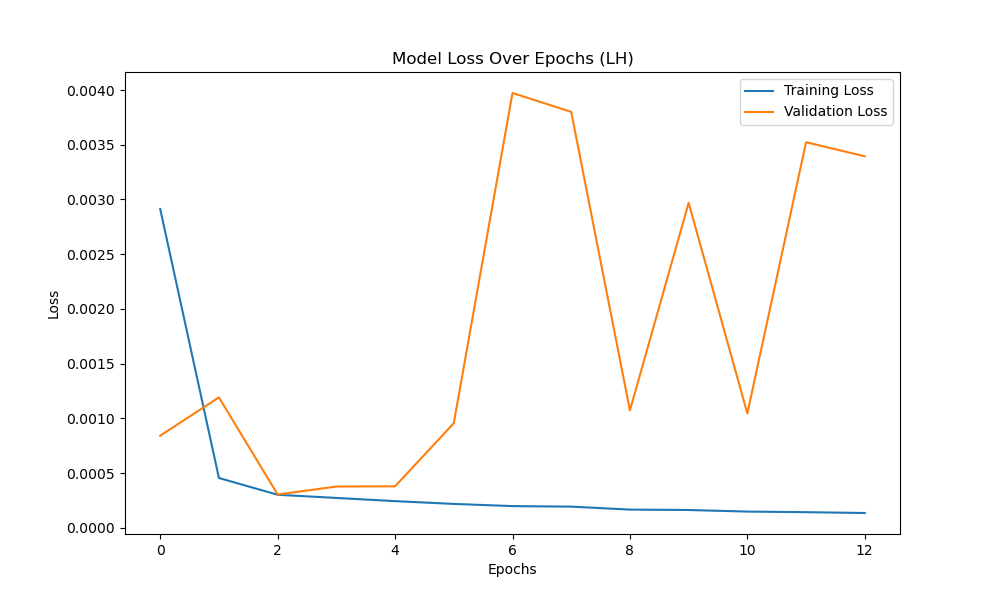 Model Loss Over Epochs (LH)
Training Loss
Validation Loss
0.0040
0.0035
0.0030
0.0025
0.0020
0.0015
0.0010
0.0005
0.0000
Loss
0 2 4 6 8 10 12
Epochs